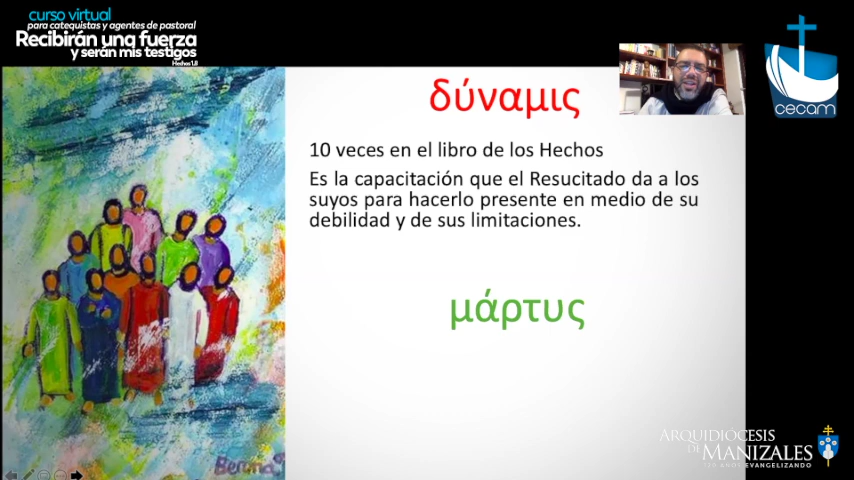 curso virtual
para catequistas y agentes de pastoral
Recibirán una fuerza
y serán mis testigos
Hechos 1,8
cecam
δύναμις
10 veces en el libro de los Hechos
Es la capacitación que el Resucitado da a los
suyos para hacerlo presente en medio de su
debilidad y de sus limitaciones.
μάρτυς
ARQUIDIÓCESIS
DE MANIZALES
AÑOS EVANGELIZANDO